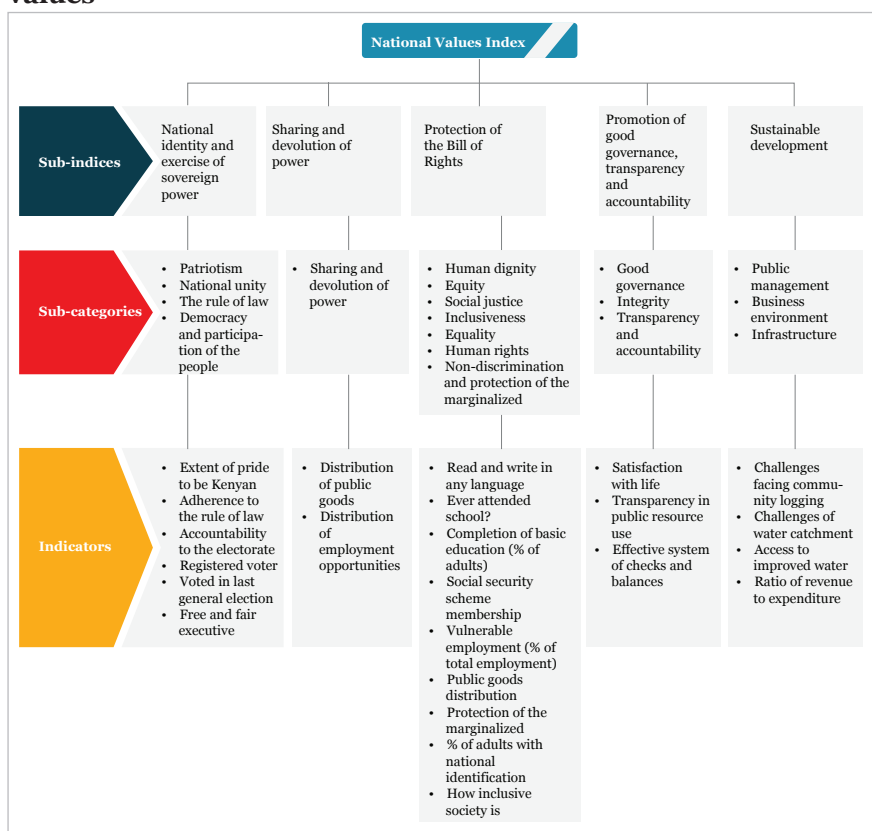 values
National Values Index
Sub-indices
National
identity and
exercise of
sovereign
power
Sharing and
devolution of
power
Protection of
the Bill of
Rights
Promotion of
good
governance,
transparency
and
accountability
Sustainable
development
Sub-categories
• Patriotism
• National unity
• The rule of law
• Democracy
and participa-
tion of the
people
• Sharing and
devolution of
power
• Human dignity
• Equity
• Social justice
• Inclusiveness
• Equality
• Human rights
• Non-discrimination
and protection of the
marginalized
• Good
governance
• Integrity
• Transparency
and
accountability
• Public
management
• Business
environment
• Infrastructure
Indicators
• Extent of pride
to be Kenyan
• Adherence to
the rule of law
• Accountability
to the electorate
• Registered voter
• Voted in last
general election
• Free and fair
executive
• Distribution
of public
goods
• Distribution
of
employment
opportunities
• Read and write in
any language
• Ever attended
school?
• Completion of basic
education (% of
adults)
• Social security
scheme
membership
• Vulnerable
employment (% of
total employment)
• Public goods
distribution
• Protection of the
marginalized
• % of adults with
national
identification
• How inclusive
society is
• Satisfaction
with life
• Transparency in
public resource
use
• Effective system
of checks and
balances
• Challenges
facing commu-
nity logging
• Challenges of
water catchment
• Access to
improved water
• Ratio of revenue
to expenditure